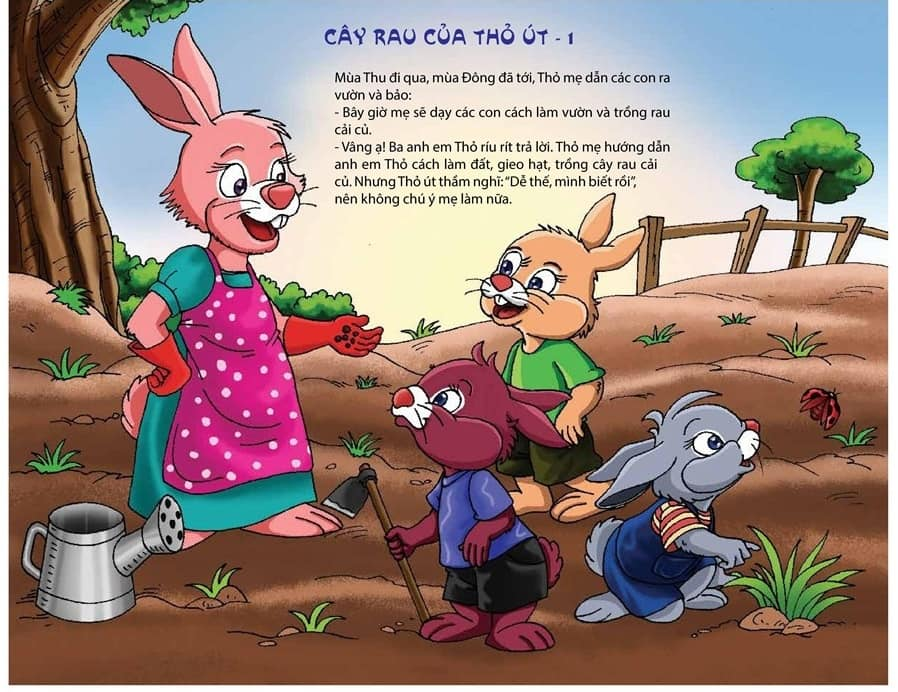 CÂY RAU CỦA THỎ ÚT - 1
Mùa Thu đi qua, mùa Đông đã tới, Thỏ mẹ dẫn các con ra
vườn và bảo:
- Bây giờ mẹ sẽ dạy các con cách làm vườn và trồng rau
cải củ.
- Vâng ạ! Ba anh em Thỏ ríu rít trả lời. Thỏ mẹ hướng dẫn
anh em Thỏ cách làm đất, gieo hạt, trồng cây rau cải
củ. Nhưng Thỏ út thầm nghĩ: “Dễ thế, mình biết rồi”,
nên không chú ý mẹ làm nữa.